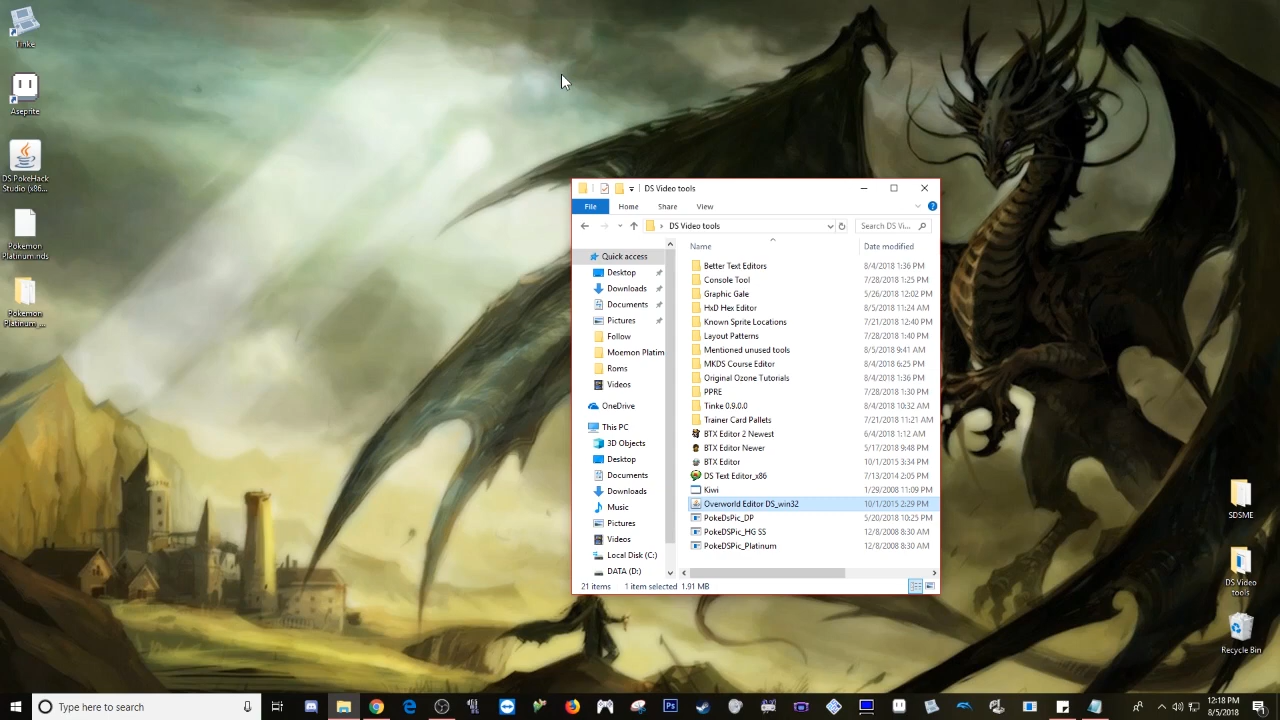 Tinke
Aseprite
DS PokeHack
Studio (x86...
Pokemon
Platinum.nds
Pokemon
Platinum_...
DS Video tools
File Home Share View
DS Video tools
Search DS Vi...
Name Date modified
Quick access
Desktop
Downloads
Documents
Pictures
Follow
Moemon Platin
Roms
Videos
OneDrive
This PC
3D Objects
Desktop
Documents
Downloads
Music
Pictures
Videos
Local Disk (C:)
DATA (D:)
Better Text Editors 8/4/2018 1:36 PM
Console Tool 7/28/2018 1:25 PM
Graphic Gale 5/26/2018 12:02 PM
HxD Hex Editor 8/5/2018 11:24 AM
Known Sprite Locations 7/21/2018 12:40 PM
Layout Patterns 7/28/2018 1:40 PM
Mentioned unused tools 8/5/2018 9:41 AM
MKDS Course Editor 8/4/2018 6:25 PM
Original Ozone Tutorials 8/4/2018 1:36 PM
PPRE 7/28/2018 1:30 PM
Tinke 0.9.0.0 8/4/2018 10:32 AM
Trainer Card Pallets 7/21/2018 11:21 AM
BTX Editor 2 Newest 6/4/2018 1:12 AM
BTX Editor Newer 5/17/2018 9:48 PM
BTX Editor 10/1/2015 3:34 PM
DS Text Editor_x86 7/13/2014 2:05 PM
Kiwi 1/29/2008 11:09 PM
Overworld Editor DS_win32 10/1/2015 2:29 PM
PokeDsPic_DP 5/20/2018 10:25 PM
PokeDSPic_HG SS 12/8/2008 8:30 AM
PokeDSPic_Platinum 12/8/2008 8:30 AM
21 items 1 item selected 1.91 MB
SDSME
DS Video
tools
Recycle Bin
Type here to search
12:18 PM
8/5/2018